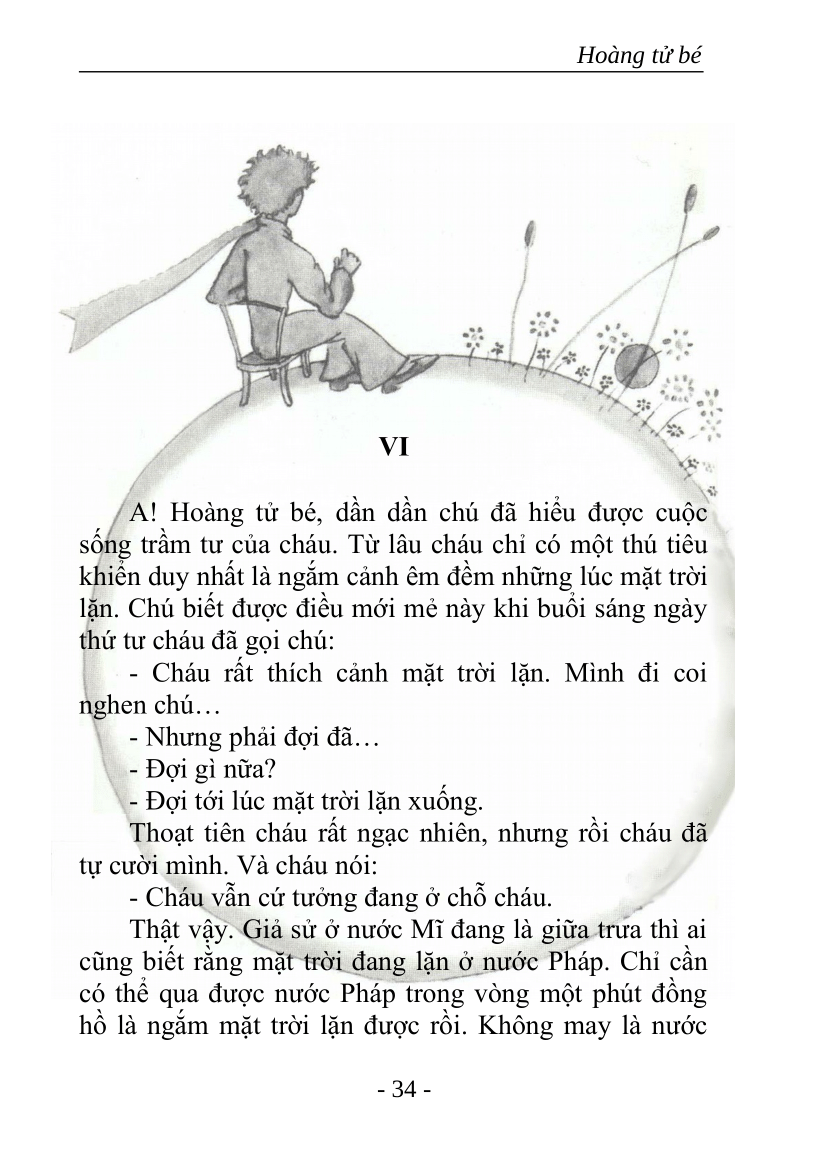 Hoàng tử bé
VI
A! Hoàng tử bé, dần dần chú đã hiểu được cuộc
sống trầm tư của cháu. Từ lâu cháu chỉ có một thú tiêu
khiển duy nhất là ngắm cảnh êm đềm những lúc mặt trời
lặn. Chú biết được điều mới mẻ này khi buổi sáng ngày
thứ tư cháu đã gọi chú:
- Cháu rất thích cảnh mặt trời lặn. Mình đi coi
nghen chú…
- Nhưng phải đợi đã…
- Đợi gì nữa?
- Đợi tới lúc mặt trời lặn xuống.
Thoạt tiên cháu rất ngạc nhiên, nhưng rồi cháu đã
tự cười mình. Và cháu nói:
- Cháu vẫn cứ tưởng đang ở chỗ cháu.
Thật vậy. Giả sử ở nước Mĩ đang là giữa trưa thì ai
cũng biết rằng mặt trời đang lặn ở nước Pháp. Chỉ cần
có thể qua được nước Pháp trong vòng một phút đồng
hồ là ngắm mặt trời lặn được rồi. Không may là nước
- 34 -